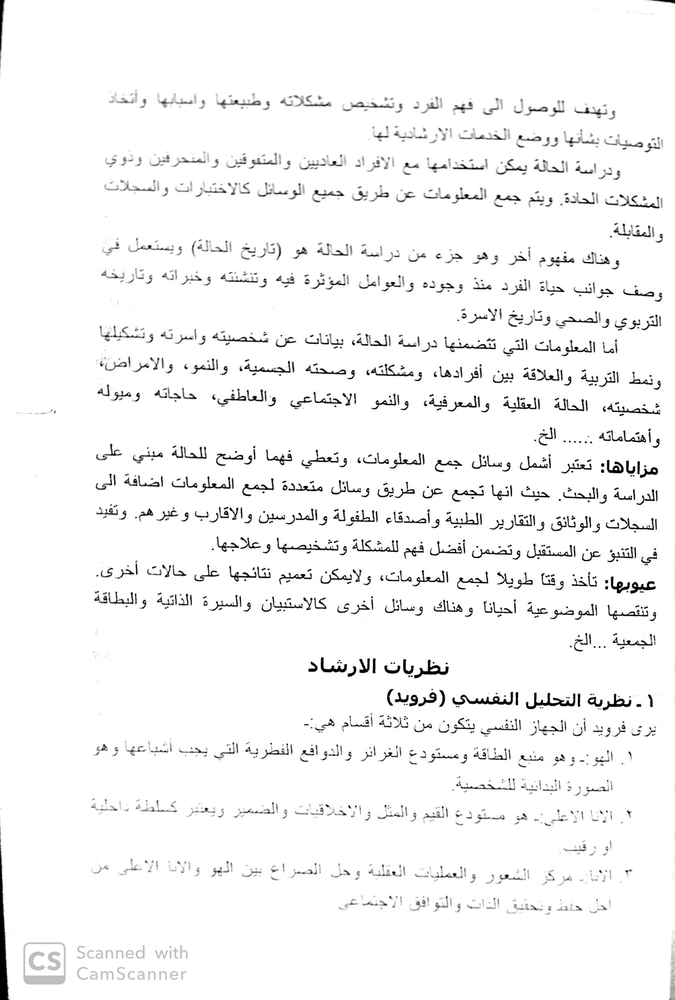 وتهدف للوصول الى فهم الفرد وتشخيص مشكلاته وطبيعتها واسبابها وأتخاذ
التوصيات بشأنها ووضع الخدمات الارشادية لها.
ودراسة الحالة يمكن استخدامها مع الافراد العاديين والمتفوقين والمنحرفين وذوي
المشكلات الحادة. ويتم جمع المعلومات عن طريق جميع الوسائل كالاختبارات والسجلات
والمقابلة.
وهناك مفهوم أخر وهو جزء من دراسة الحالة هو (تاريخ الحالة) ويستعمل في
وصف جوانب حياة الفرد منذ وجوده والعوامل المؤثرة فيه وتنشئته وخبراته وتاريخه
التربوي والصحي وتاريخ الاسرة.
أما المعلومات التي تتضمنها دراسة الحالة، بيانات عن شخصيته واسرته وتشكيلها
ونمط التربية والعلاقة بين أفرادها، ومشكلته، وصحته الجسمية، والنمو، والامراض،
شخصيته، الحالة العقلية والمعرفية، والنمو الاجتماعي والعاطفي، حاجاته وميوله
وأهتماماته ...... الخ.
مزاياها: تعتبر أشمل وسائل جمع المعلومات، وتعطي فهما أوضح للحالة مبني على
الدراسة والبحث. حيث انها تجمع عن طريق وسائل متعددة لجمع المعلومات اضافة الى
السجلات والوثائق والتقارير الطبية وأصدقاء الطفولة والمدرسين والاقارب وغيرهم. وتفيد
في التنبؤ عن المستقبل وتضمن أفضل فهم للمشكلة وتشخيصها وعلاجها.
عيوبها: تأخذ وقتاً طويلاً لجمع المعلومات، ولايمكن تعميم نتائجها على حالات أخرى.
وتنقصها الموضوعية أحياناً وهناك وسائل أخرى كالاستبيان والسيرة الذاتية والبطاقة
الجمعية ...الخ.
نظريات الارشاد
١ ـ نظرية التحليل النفسي (فرويد)
يرى فرويد أن الجهاز النفسي يتكون من ثلاثة أقسام هي:-
١. الهو:ـ وهو منبع الطاقة ومستودع الغرائز والدوافع الفطرية التي يجب أشباعها وهو
الصورة البدائية للشخصية.
٢. الانا الاعلى:ـ هو مستودع القيم والمثل والاخلاقيات والضمير ويعتبر كسلطة داخلية
او رقيب.
٣. الانا:ـ مركز الشعور والعمليات العقلية وحل الصراع بين الهو والانا الاعلى من
اجل حفظ وتحقيق الذات والتوافق الاجتماعي
CS Scanned with
CamScanner